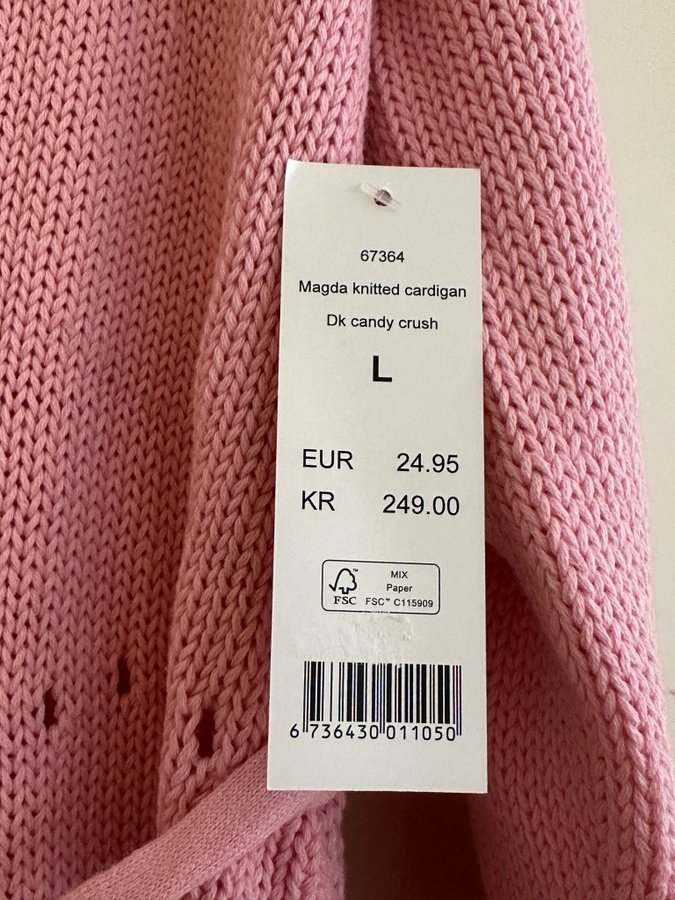 67364
Magda knitted cardigan
Dk candy crush
L
EUR 24.95
KR 249.00
MIX
Paper
FSC™ C115909
FSC
6 736430 011050